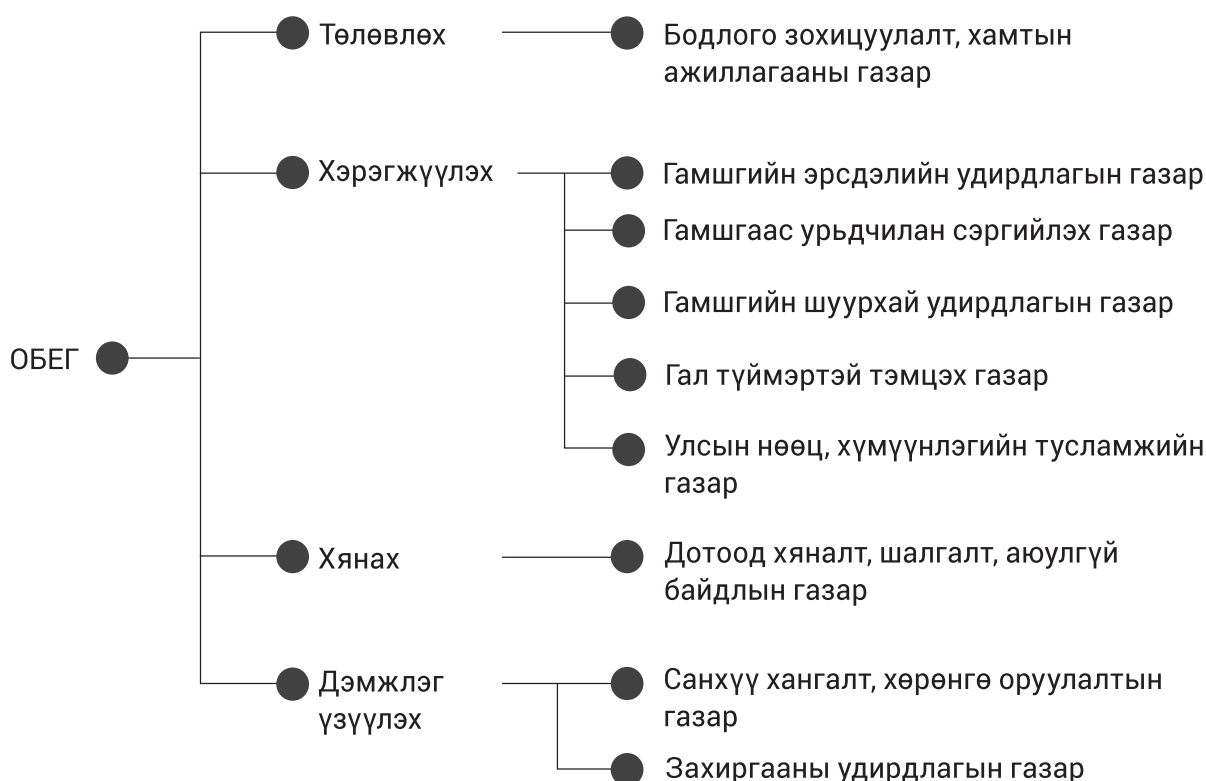 Төлөвлөх
Бодлого зохицуулалт, хамтын
ажиллагааны газар
Хэрэгжүүлэх
Гамшгийн эрсдэлийн удирдлагын газар
Гамшгаас урьдчилан сэргийлэх газар
Гамшгийн шуурхай удирдлагын газар
ОБЕГ
Гал түймэртэй тэмцэх газар
Улсын нөөц, хүмүүнлэгийн тусламжийн
газар
Хянах
Дотоод хяналт, шалгалт, аюулгүй
байдлын газар
Дэмжлэг
үзүүлэх
Санхүү хангалт, хөрөнгө оруулалтын
газар
Захиргааны удирдлагын газар